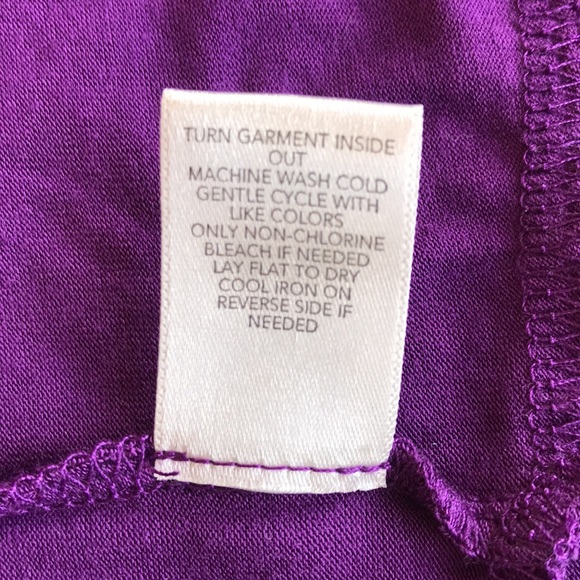 TURN GARMENT INSIDE
OUT
MACHINE WASH COLD
GENTLE CYCLE WITH
LIKE COLORS
ONLY NON-CHLORINE
BLEACH IF NEEDED
LAY FLAT TO DRY
COOL IRON ON
REVERSE SIDE IF
NEEDED